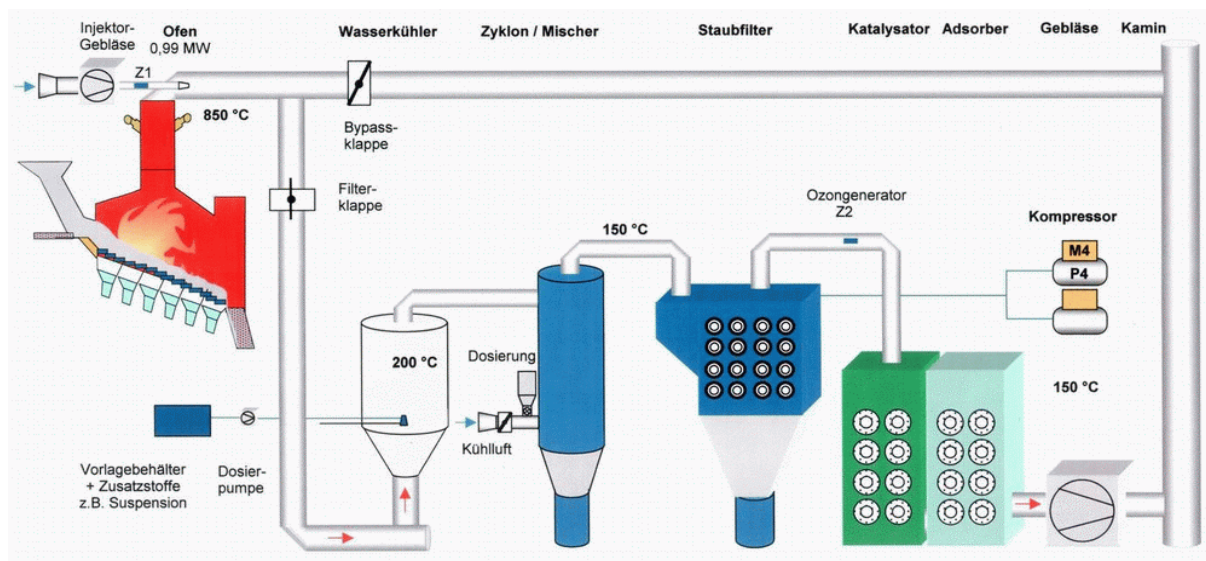 Injektor-
Gebläse
Ofen
0,99 MW
Wasserkühler
Zyklon / Mischer
Staubfilter
Katalysator
Adsorber
Gebläse
Kamin
Z1
850 °C
Bypass-
klappe
Filter-
klappe
150 °C
Ozongenerator
Z2
Kompressor
M4
P4
200 °C
Dosierung
Kühlluft
150 °C
Vorlagebehälter
+ Zusatzstoffe
z.B. Suspension
Dosier-
pumpe